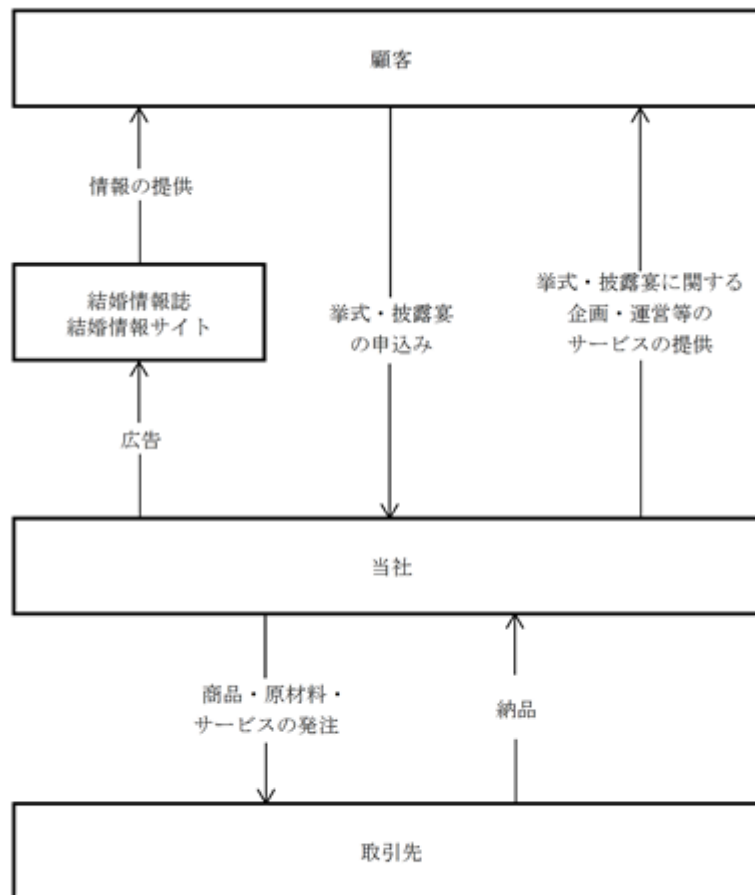 顧客
情報の提供
結婚情報誌
結婚情報サイト
挙式・披露宴
の申込み
挙式・披露宴に関する
企画・運営等の
サービスの提供
広告
当社
商品・原材料・
サービスの発注
納品
取引先